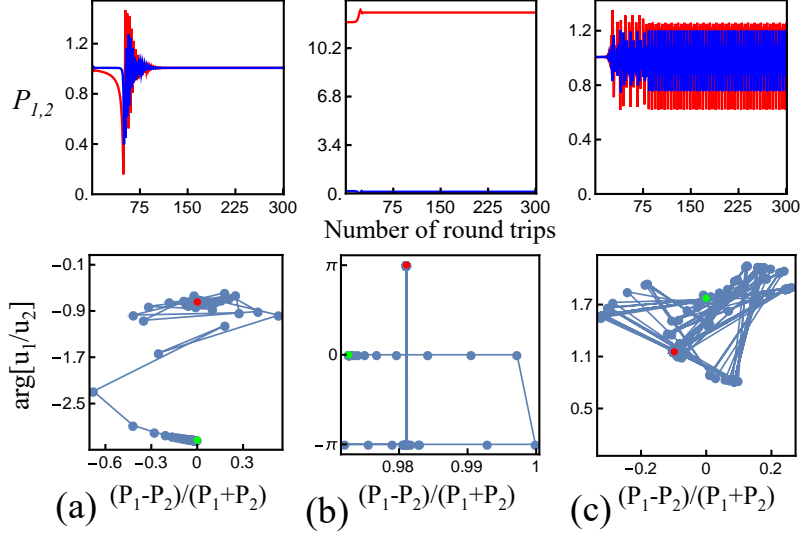 P1,2
1.2
0.8
0.4
0
75 150 225 300
10.2
6.8
3.4
0
75 150 225 300
1.2
0.8
0.4
0
75 150 225 300
Number of round trips
arg[u1/u2]
−0.1
−0.9
−1.7
−2.5
−0.6 −0.3 0 0.3
π
0
−π
0.98 0.99 1
1.7
1.1
0.5
−0.2 0 0.2
(a) (P1-P2)/(P1+P2)
(b) (P1-P2)/(P1+P2)
(c) (P1-P2)/(P1+P2)